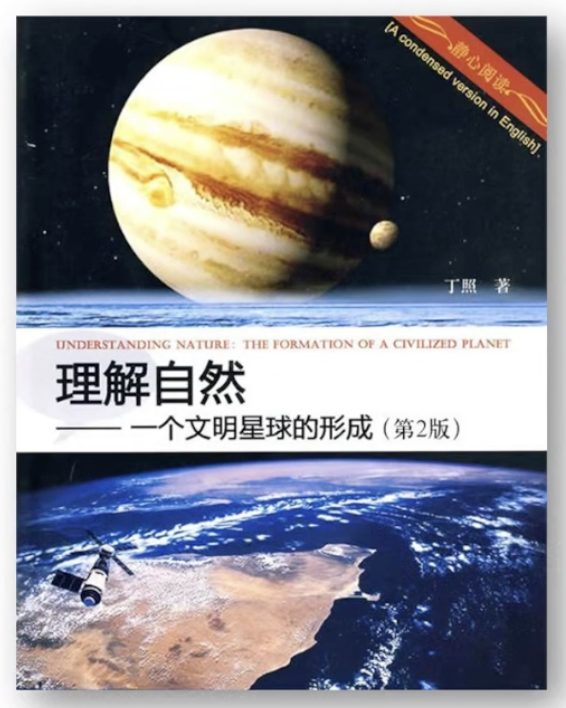 静心阅读
[A condensed version in English]
丁照 著
UNDERSTANDING NATURE: THE FORMATION OF A CIVILIZED PLANET
理解自然
—— 一个文明星球的形成（第2版）